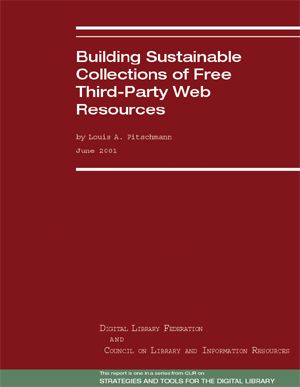 Building Sustainable
Collections of Free
Third-Party Web
Resources
by Louis A. Pitschmann
June 2001
Digital Library Federation
and
Council on Library and Information Resources
This report is one in a series from CLIR on
STRATEGIES AND TOOLS FOR THE DIGITAL LIBRARY